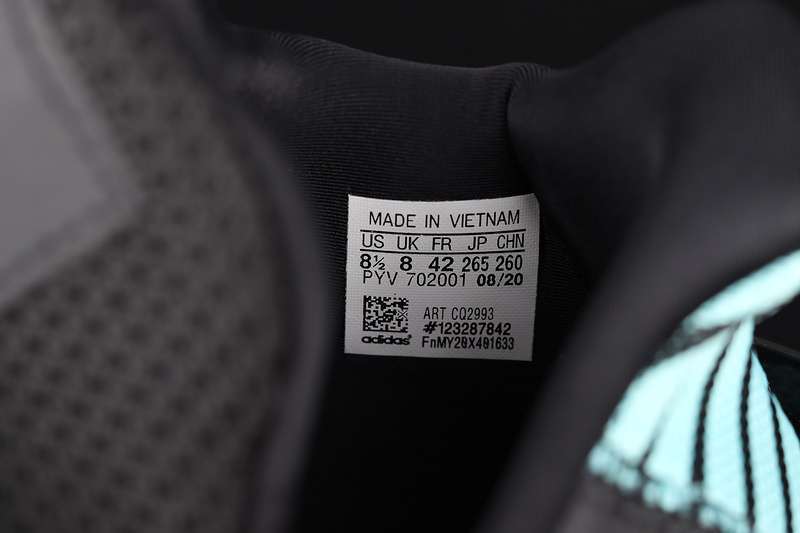 MADE IN VIETNAM
US UK FR JP CHN
8½ 8 42 265 260
PYV 702001 08/20
ART CQ2993
#123287842
adidas® FnMY20X401633